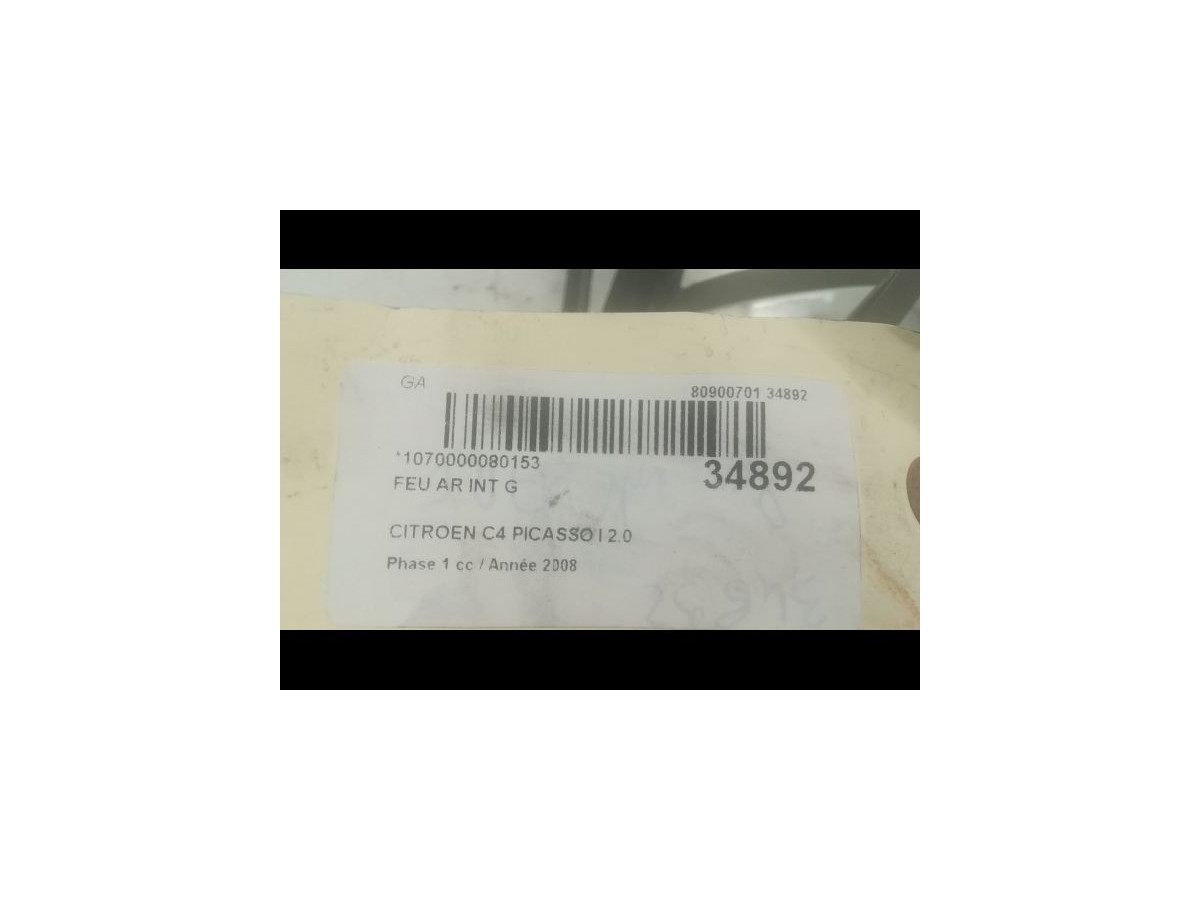 GA
80900701 34892
*1070000080153
34892
FEU AR INT G
CITROEN C4 PICASSO I 2.0
Phase 1 cc / Année 2008